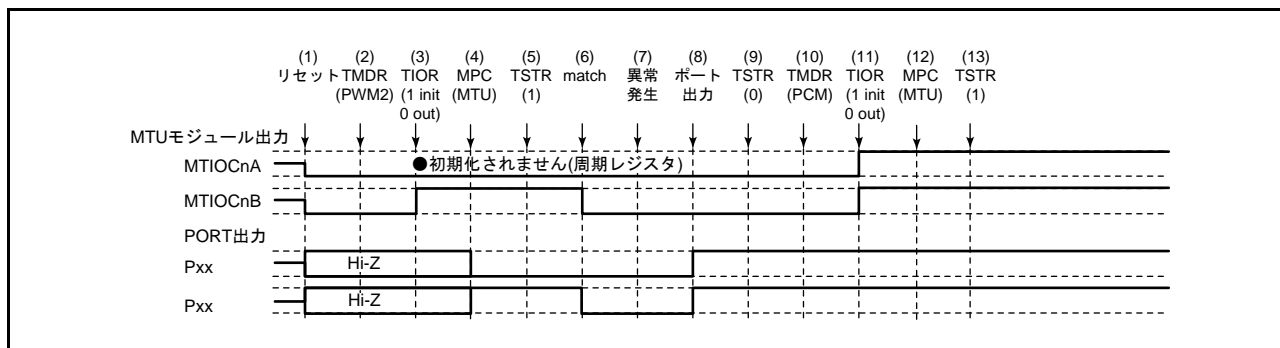 (1) (2) (3) (4) (5) (6) (7) (8) (9) (10) (11) (12) (13)
リセット TMDR TIOR MPC TSTR match 異常 ポート TSTR TMDR TIOR MPC TSTR
(PWM2) (1 init (MTU) (1) 発生 出力 (0) (PCM) (1 init (MTU) (1)
0 out) 0 out)
MTUモジュール出力
MTIOCnA ●初期化されません(周期レジスタ)
MTIOCnB
PORT出力
Pxx Hi-Z
Pxx Hi-Z